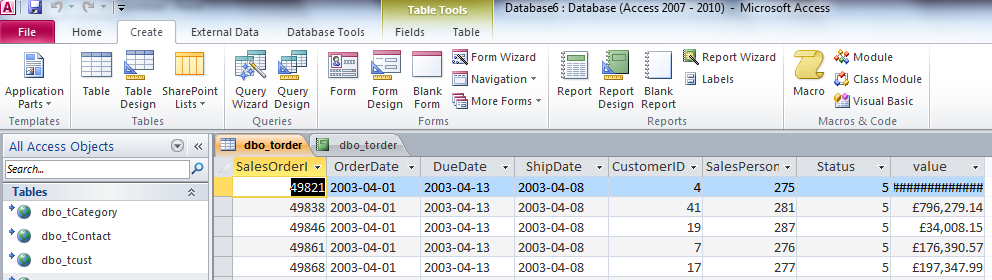 Table Tools Database6 : Database (Access 2007 - 2010) - Microsoft Access
File Home Create External Data Database Tools Fields Table
Application Parts Table Table Design SharePoint Lists Query Wizard Query Design Form Form Design Blank Form Form Wizard Navigation More Forms Report Report Design Blank Report Report Wizard Labels Macro Module Class Module Visual Basic
Templates Tables Queries Forms Reports Macros & Code
All Access Objects dbo_torder dbo_torder
Search... SalesOrderI OrderDate DueDate ShipDate CustomerID SalesPerson Status value
Tables 49821 2003-04-01 2003-04-13 2003-04-08 4 275 5 ##############
dbo_tCategory 49838 2003-04-01 2003-04-13 2003-04-08 41 281 5 £796,279.14
dbo_tContact 49846 2003-04-01 2003-04-13 2003-04-08 19 287 5 £34,008.15
dbo_tcust 49861 2003-04-01 2003-04-13 2003-04-08 7 276 5 £176,390.57
49868 2003-04-01 2003-04-13 2003-04-08 17 277 5 £197,347.99